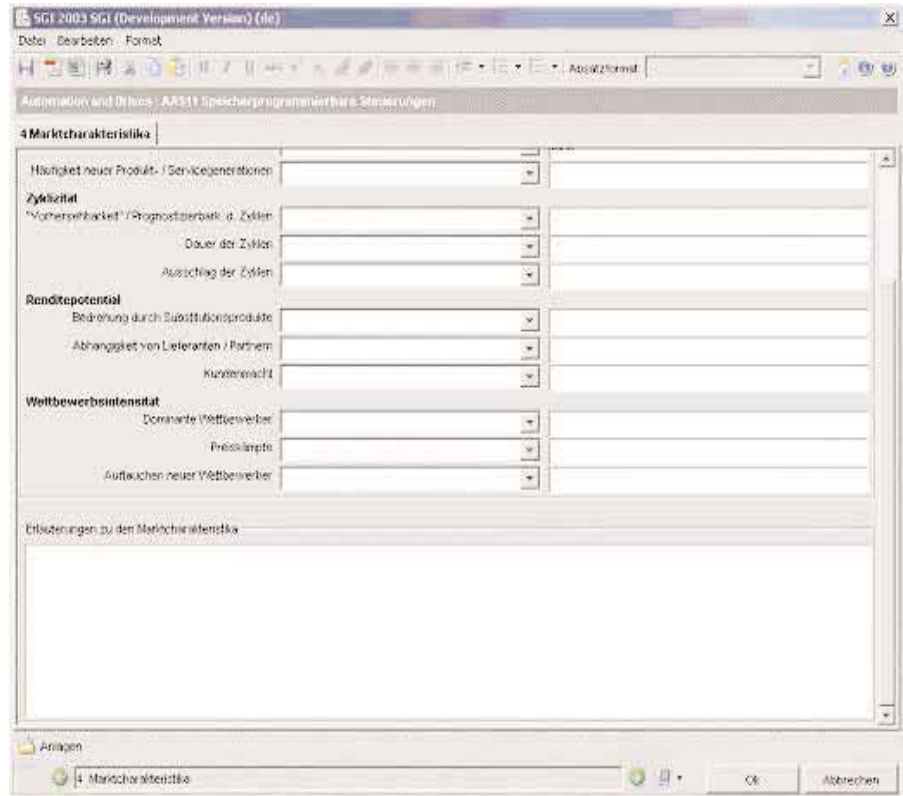 SGI 2003 SGI (Development Version) (de)
Datei Bearbeiten Format
Absatzformat
Automation and Drives : AAS11 Speicherprogrammierbare Steuerungen
4 Marktcharakteristika
Häufigkeit neuer Produkt- / Servicegenerationen
Zyklizität
"Vorhersehbarkeit" / Prognostizierbark. d. Zyklen
Dauer der Zyklen
Ausschlag der Zyklen
Renditepotential
Bedrohung durch Substitutionsprodukte
Abhängigkeit von Lieferanten / Partnern
Kundenmacht
Wettbewerbsintensität
Dominante Wettbewerber
Preiskämpfe
Auftauchen neuer Wettbewerber
Erläuterungen zu den Marktcharakteristika
Anlagen
4 Marktcharakteristika
Ok Abbrechen